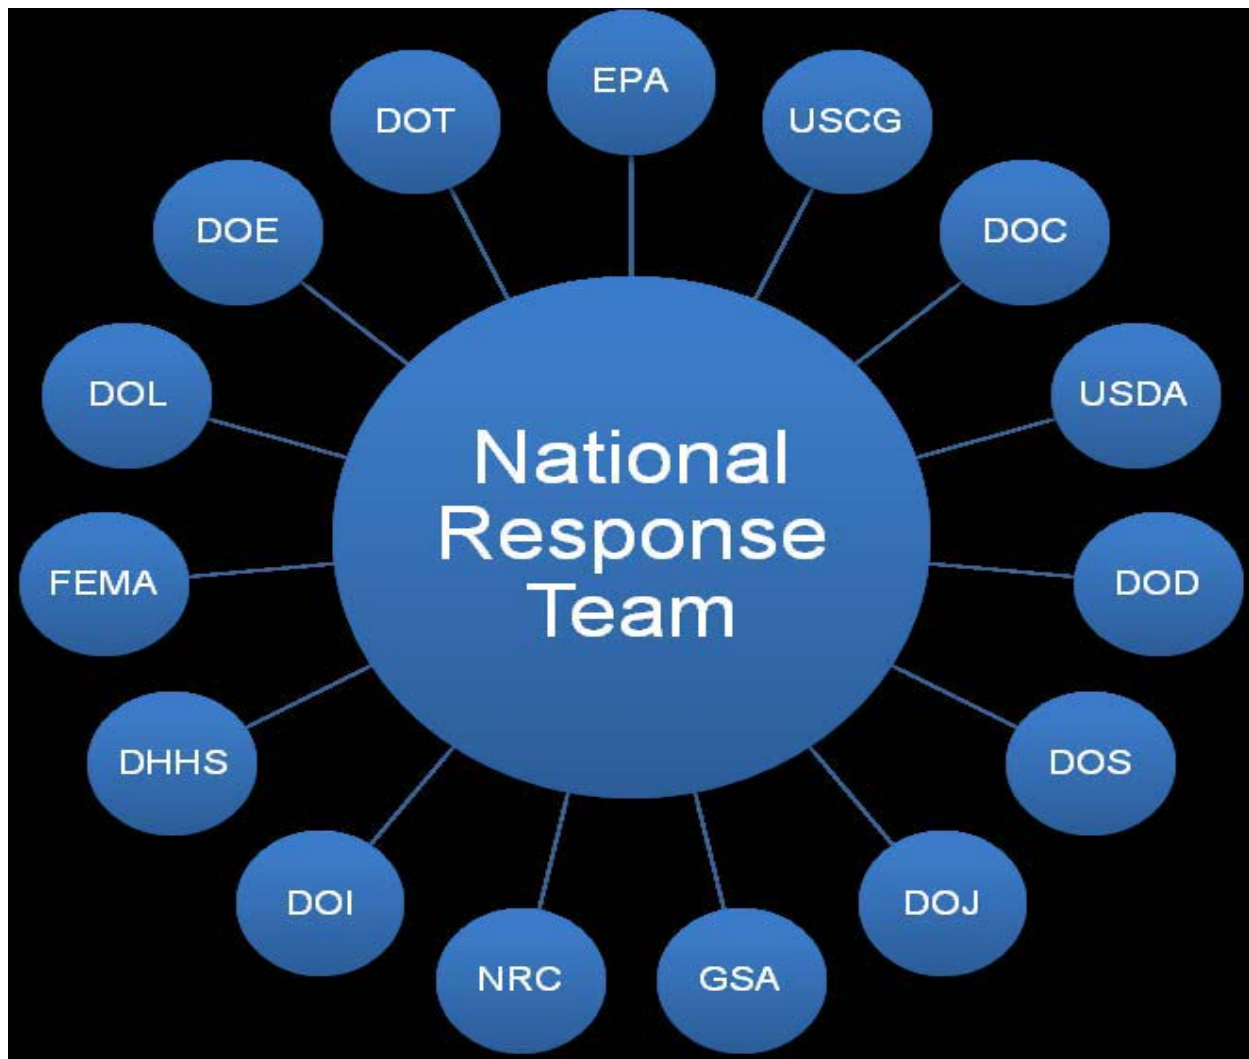 EPA
USCG
DOC
USDA
DOD
DOS
DOJ
GSA
NRC
DOI
DHHS
FEMA
DOL
DOE
DOT
National
Response
Team